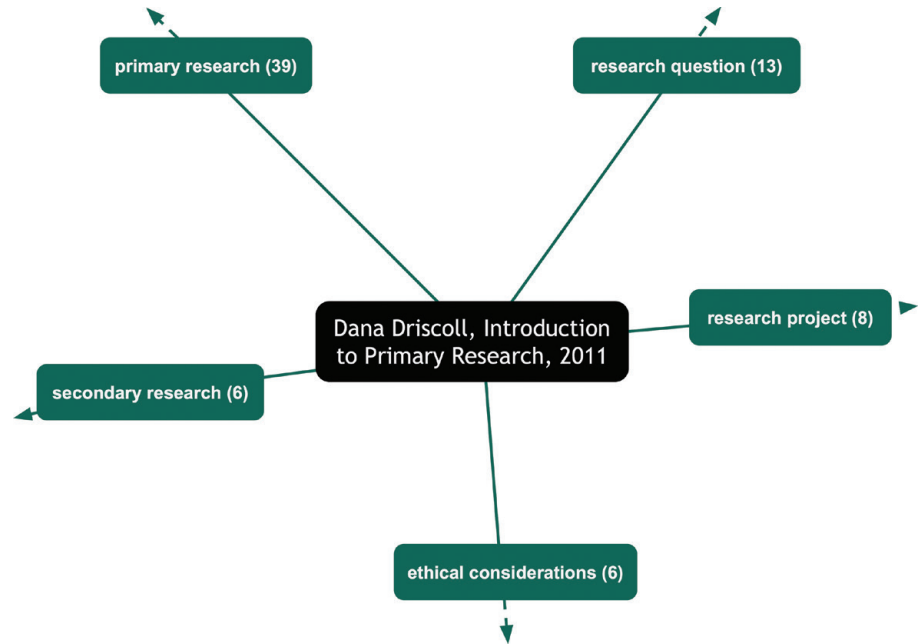 primary research (39)
research question (13)
Dana Driscoll, Introduction
to Primary Research, 2011
research project (8)
secondary research (6)
ethical considerations (6)